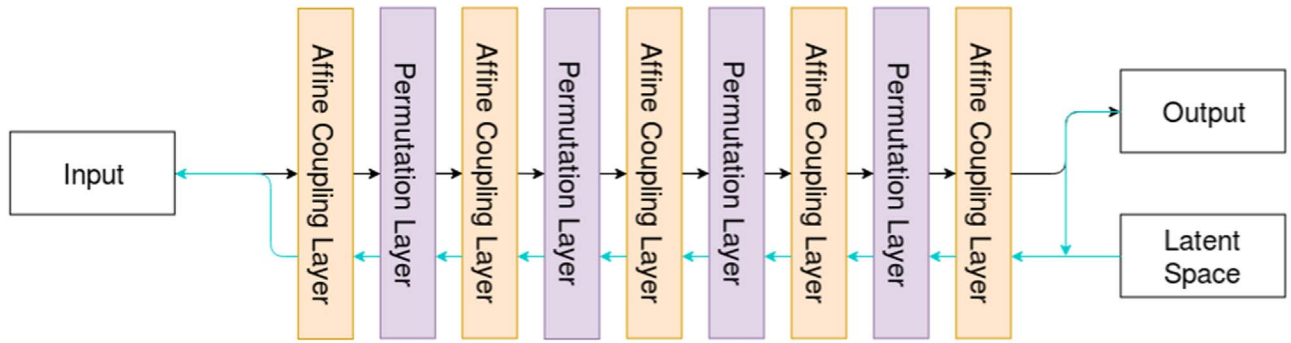 Input
Affine Coupling Layer
Permutation Layer
Affine Coupling Layer
Permutation Layer
Affine Coupling Layer
Permutation Layer
Affine Coupling Layer
Permutation Layer
Affine Coupling Layer
Output
Latent
Space